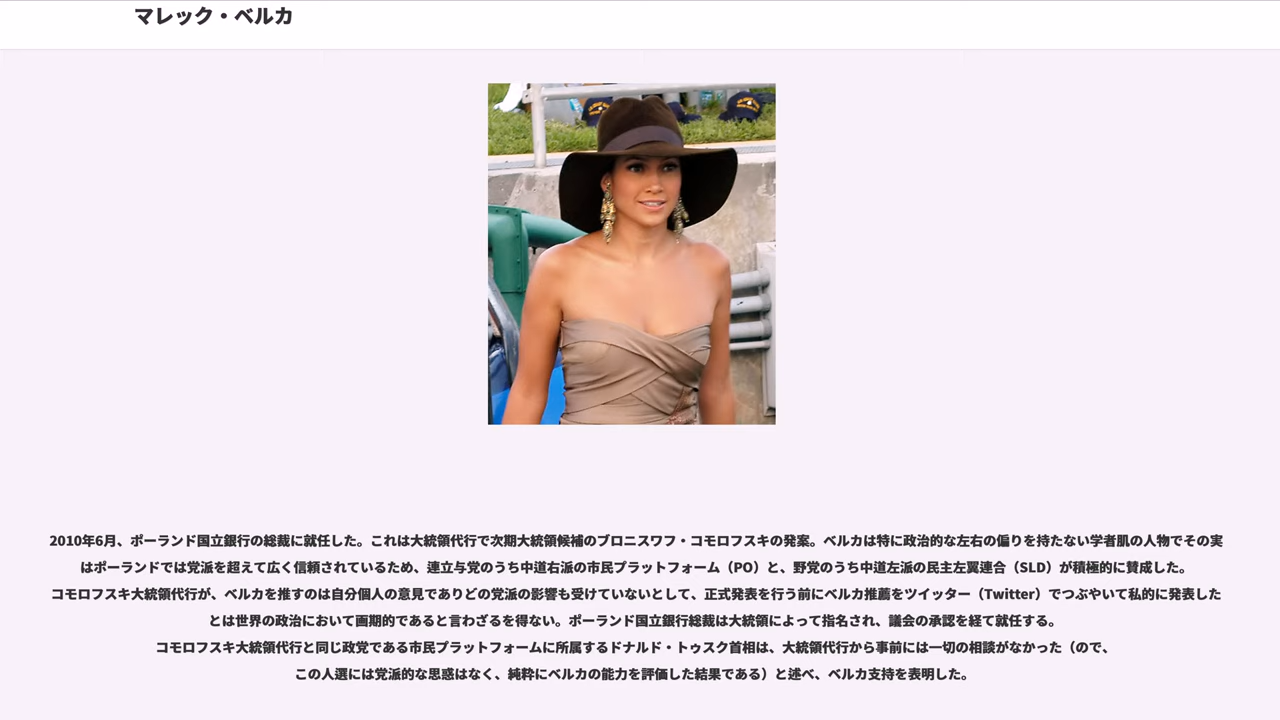 マレック・ベルカ
2010年6月、ポーランド国立銀行の総裁に就任した。これは大統領代行で次期大統領候補のブロニスワフ・コモロフスキの発案。ベルカは特に政治的な左右の偏りを持たない学者肌の人物でその実
はポーランドでは党派を超えて広く信頼されているため、連立与党のうち中道右派の市民プラットフォーム（PO）と、野党のうち中道左派の民主左翼連合（SLD）が積極的に賛成した。
コモロフスキ大統領代行が、ベルカを推すのは自分個人の意見でありどの党派の影響も受けていないとして、正式発表を行う前にベルカ推薦をツイッター（Twitter）でつぶやいて私的に発表した
とは世界の政治において画期的であると言わざるを得ない。ポーランド国立銀行総裁は大統領によって指名され、議会の承認を経て就任する。
コモロフスキ大統領代行と同じ政党である市民プラットフォームに所属するドナルド・トゥスク首相は、大統領代行から事前には一切の相談がなかった（ので、
この人選には党派的な思惑はなく、純粋にベルカの能力を評価した結果である）と述べ、ベルカ支持を表明した。